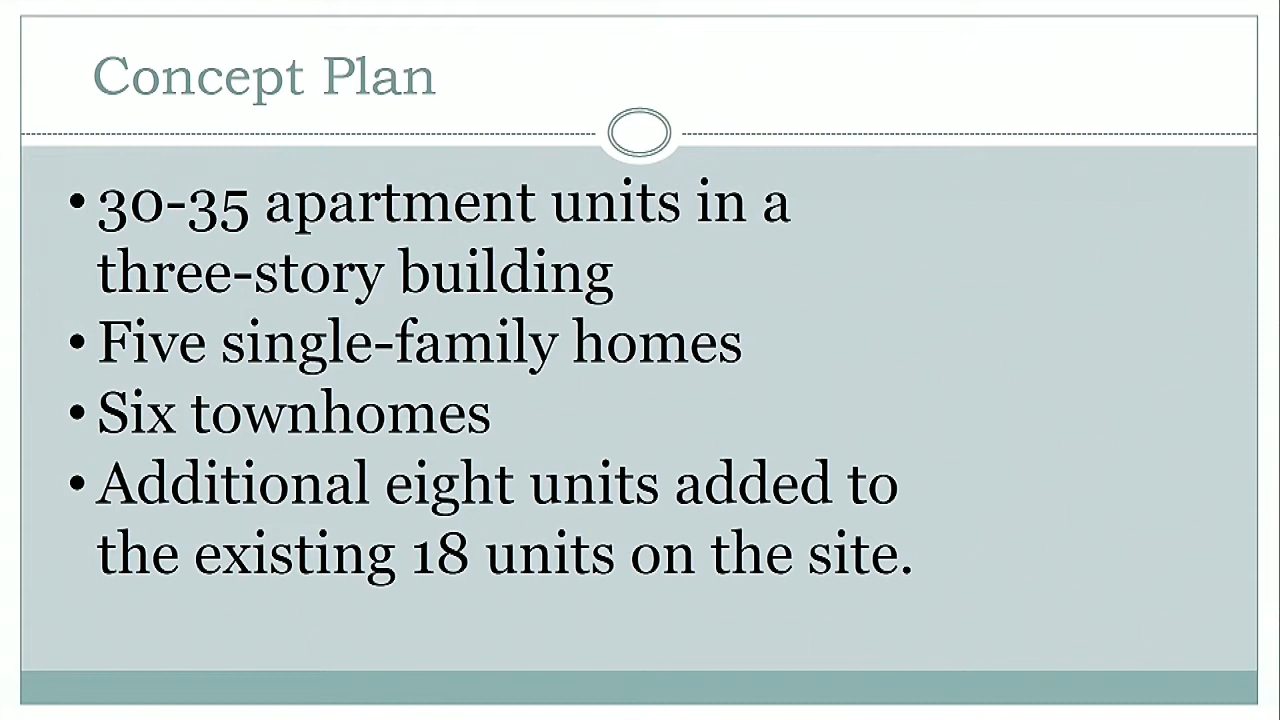 Concept Plan
• 30-35 apartment units in a
three-story building
• Five single-family homes
• Six townhomes
• Additional eight units added to
the existing 18 units on the site.